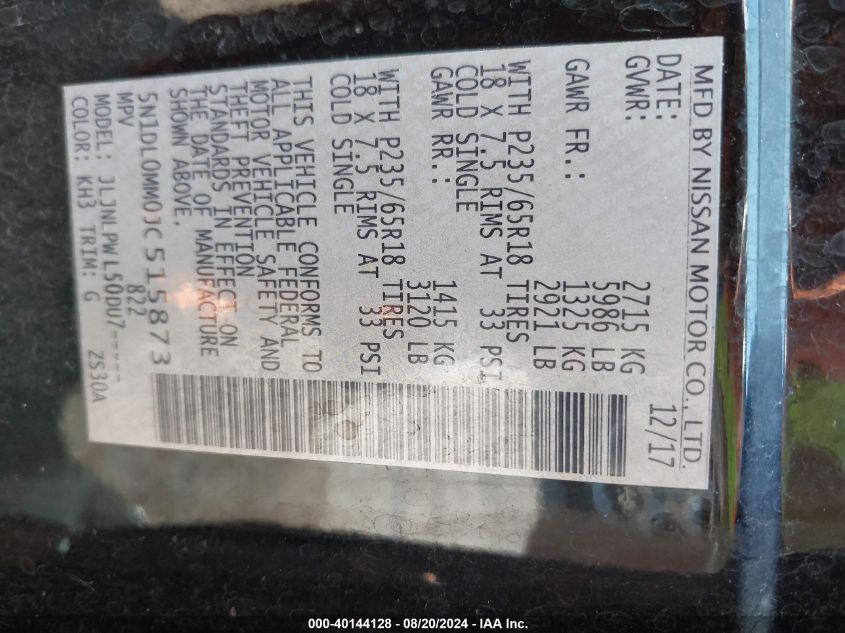 MFD BY NISSAN MOTOR CO., LTD.
DATE: 12/17
GVWR: 2715 KG
5986 LB
GAWR FR.: 1325 KG
2921 LB
WITH P235/65R18 TIRES
18 X 7.5 RIMS AT 33 PSI
COLD SINGLE
GAWR RR.: 1415 KG
3120 LB
WITH P235/65R18 TIRES
18 X 7.5 RIMS AT 33 PSI
COLD SINGLE
THIS VEHICLE CONFORMS TO
ALL APPLICABLE FEDERAL
MOTOR VEHICLE SAFETY AND
THEFT PREVENTION
STANDARDS IN EFFECT ON
THE DATE OF MANUFACTURE
SHOWN ABOVE.
5N1DL0MM0JC515873
MPV 822
MODEL: JLJNLPWL50DU7-----
COLOR: KH3 TRIM: G ZS30A
000-40144128 - 08/20/2024 - IAA Inc.